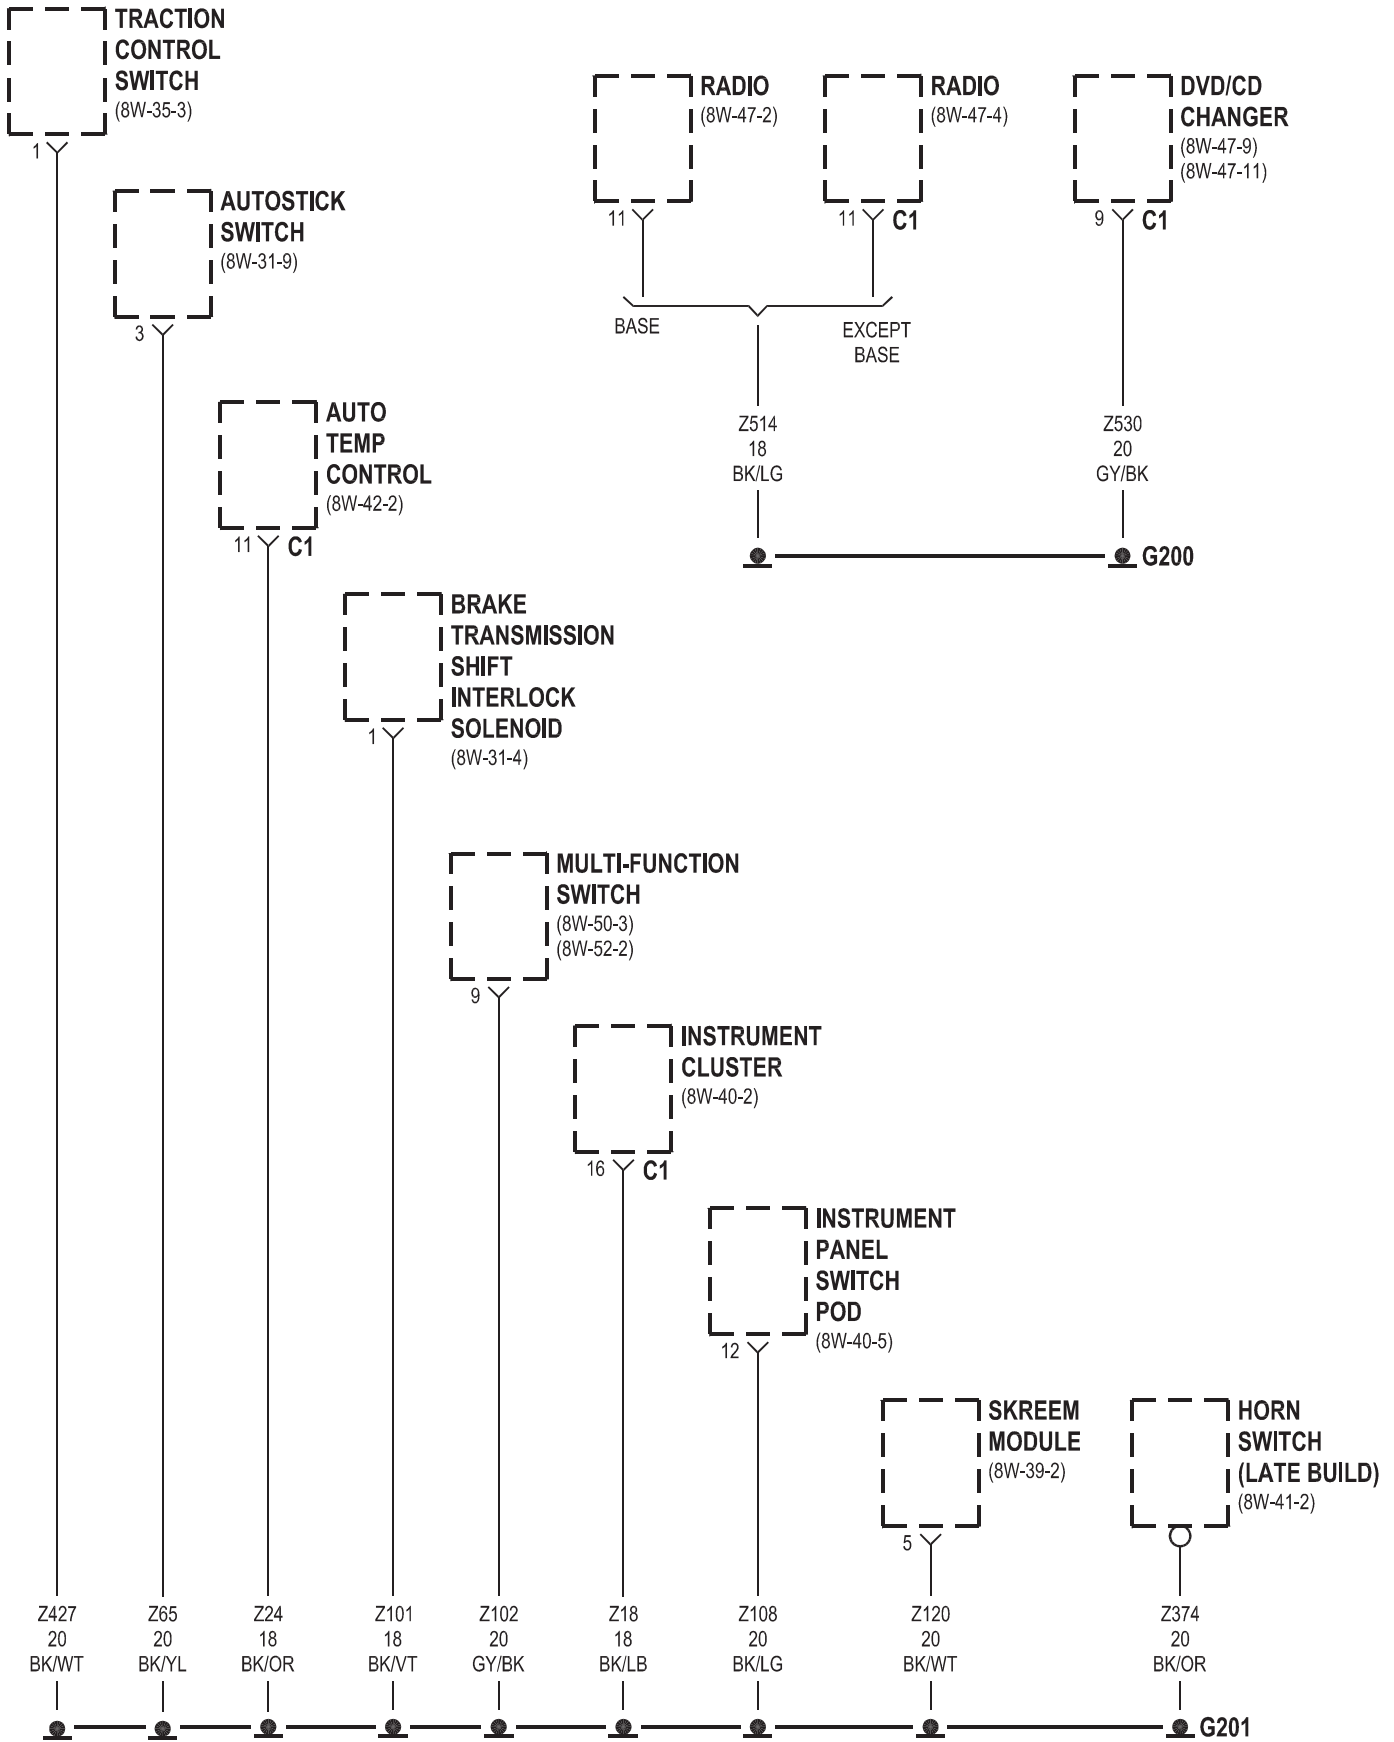 TRACTION
CONTROL
SWITCH
(8W-35-3)
1
AUTOSTICK
SWITCH
(8W-31-9)
3
AUTO
TEMP
CONTROL
(8W-42-2)
11 C1
BRAKE
TRANSMISSION
SHIFT
INTERLOCK
SOLENOID
(8W-31-4)
1
MULTI-FUNCTION
SWITCH
(8W-50-3)
(8W-52-2)
9
INSTRUMENT
CLUSTER
(8W-40-2)
16 C1
INSTRUMENT
PANEL
SWITCH
POD
(8W-40-5)
12
SKREEM
MODULE
(8W-39-2)
5
HORN
SWITCH
(LATE BUILD)
(8W-41-2)
RADIO
(8W-47-2)
11
BASE
RADIO
(8W-47-4)
11 C1
EXCEPT
BASE
DVD/CD
CHANGER
(8W-47-9)
(8W-47-11)
9 C1
Z514
18
BK/LG
Z530
20
GY/BK
G200
Z427
20
BK/WT
Z65
20
BK/YL
Z24
18
BK/OR
Z101
18
BK/VT
Z102
20
GY/BK
Z18
18
BK/LB
Z108
20
BK/LG
Z120
20
BK/WT
Z374
20
BK/OR
G201